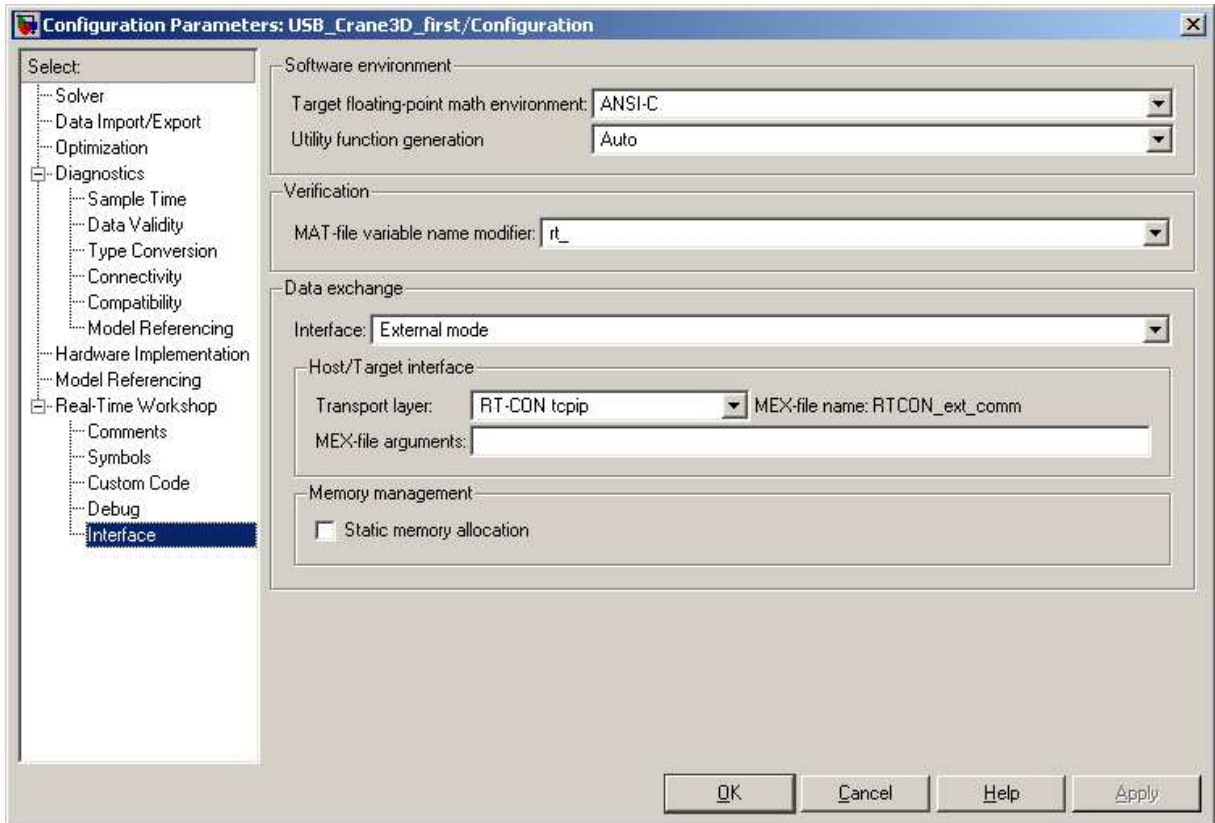 Configuration Parameters: USB_Crane3D_first/Configuration
Select:
Solver
Data Import/Export
Optimization
Diagnostics
Sample Time
Data Validity
Type Conversion
Connectivity
Compatibility
Model Referencing
Hardware Implementation
Model Referencing
Real-Time Workshop
Comments
Symbols
Custom Code
Debug
Interface
Software environment
Target floating-point math environment: ANSI-C
Utility function generation Auto
Verification
MAT-file variable name modifier: rt_
Data exchange
Interface: External mode
Host/Target interface
Transport layer: RT-CON tcpip MEX-file name: RTCON_ext_comm
MEX-file arguments:
Memory management
Static memory allocation
OK Cancel Help Apply